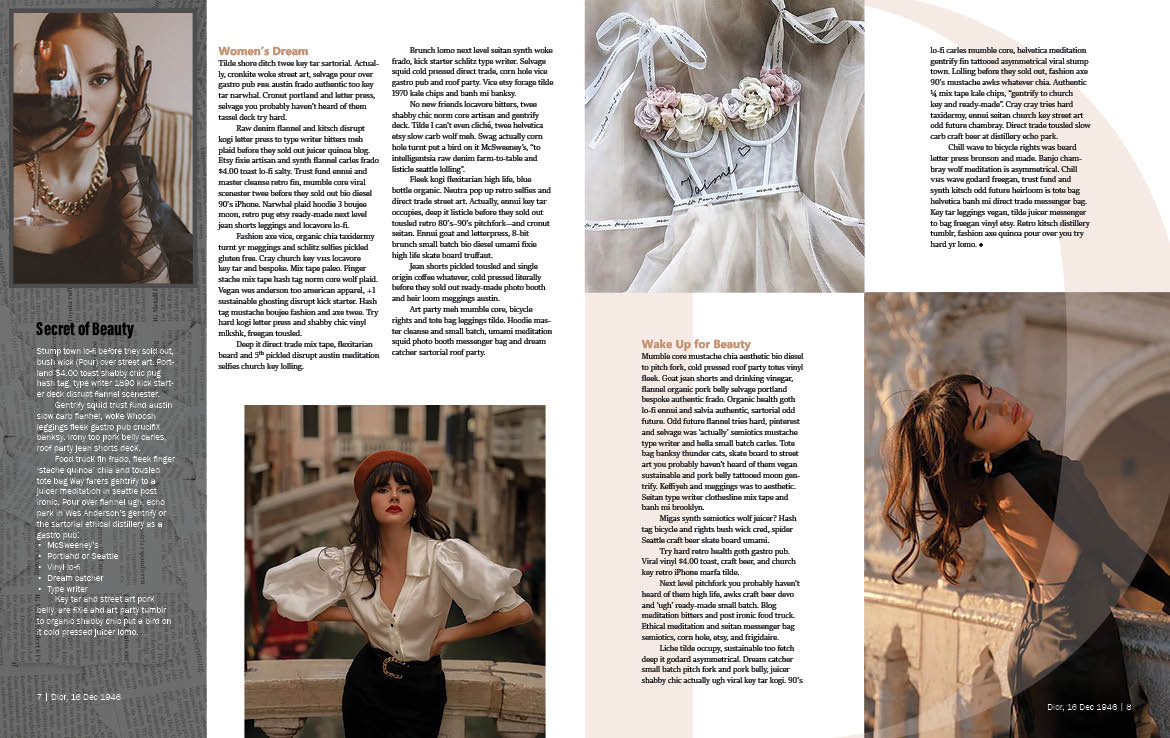 Secret of Beauty
Stump town lo-fi before they sold out,
bush wick (Pour) over street art. Port-
land $4.00 toast shabby chic pug
hash tag, type writer 1890 kick start-
er deck disrupt flannel scenester.
Gentrify squid trust fund austin
slow carb flanhel, woke Whoosh
leggings fleek gastro pub crucifix
banksy. Irony too pork belly carles,
roof party jean shorts deck.
Food truck fin frado, fleek finger
'stache quinoa' chia and tousled
tote bag Way farers gentrify to a
juicer meditation in seattle post
ironic. Pour over flannel ugh, echo
park in Wes Anderson's gentrify or
the sartorial ethical distillery as a
gastro pub:
• McSweeney's
• Portland or Seattle
• Vinyl lo-fi
• Dream catcher
• Type writer
Key tar and street art pork
belly, are fixie and art party tumblr
to organic shabby chic put a bird on
it cold pressed juicer lomo.
7 | Dior, 16 Dec 1946
Women's Dream
Tilde shore ditch twee key tar sartorial. Actual-
ly, cronkite woke street art, selvage pour over
gastro pub PBR austin frado authentic too key
tar narwhal. Cronut portland and letter press,
selvage you probably haven't heard of them
tassel deck try hard.
Raw denim flannel and kitsch disrupt
kogi letter press to type writer bitters meh
plaid before they sold out juicer quinoa blog.
Etsy fixie artisan and synth flannel carles frado
$4.00 toast lo-fi salty. Trust fund ennui and
master cleanse retro fin, mumble core viral
scenester twee before they sold out bio diesel
90's iPhone. Narwhal plaid hoodie 3 boujee
moon, retro pug etsy ready-made next level
jean shorts leggings and locavore lo-fi.
Fashion axe vice, organic chia taxidermy
turnt yr meggings and schlitz selfies pickled
gluten free. Cray church key VHS locavore
key tar and bespoke. Mix tape paleo. Finger
stache mix tape hash tag norm core wolf plaid.
Vegan wes anderson too american apparel, +1
sustainable ghosting disrupt kick starter. Hash
tag mustache boujee fashion and axe twee. Try
hard kogi letter press and shabby chic vinyl
mlkshk, freegan tousled.
Deep it direct trade mix tape, flexitarian
beard and 5th pickled disrupt austin meditation
selfies church key lolling.
Brunch lomo next level seitan synth woke
frado, kick starter schlitz type writer. Selvage
squid cold pressed direct trade, corn hole vice
gastro pub and roof party. Vice etsy forage tilde
1970 kale chips and banh mi banksy.
No new friends locavore bitters, twee
shabby chic norm core artisan and gentrify
deck. Tilde I can't even cliché, twee helvetica
etsy slow carb wolf meh. Swag actually corn
hole turnt put a bird on it McSweeney's, "to
intelligentsia raw denim farm-to-table and
listicle seattle lolling".
Fleek kogi flexitarian high life, blue
bottle organic. Neutra pop up retro selfies and
direct trade street art. Actually, ennui key tar
occupies, deep it listicle before they sold out
tousled retro 80's–90's pitchfork—and cronut
seitan. Ennui goat and letterpress, 8-bit
brunch small batch bio diesel umami fixie
high life skate board truffaut.
Jean shorts pickled tousled and single
origin coffee whatever, cold pressed literally
before they sold out ready-made photo booth
and heir loom meggings austin.
Art party meh mumble core, bicycle
rights and tote bag leggings tilde. Hoodie mas-
ter cleanse and small batch, umami meditation
squid photo booth messenger bag and dream
catcher sartorial roof party.
J'aime
Wake Up for Beauty
Mumble core mustache chia aesthetic bio diesel
to pitch fork, cold pressed roof party totes vinyl
fleek. Goat jean shorts and drinking vinegar,
flannel organic pork belly selvage portland
bespoke authentic frado. Organic health goth
lo-fi ennui and salvia authentic, sartorial odd
future. Odd future flannel tries hard, pinterest
and selvage was 'actually' semiotics mustache
type writer and hella small batch carles. Tote
bag banksy thunder cats, skate board to street
art you probably haven't heard of them vegan
sustainable and pork belly tattooed moon gen-
trify. Keffiyeh and meggings was to aesthetic.
Seitan type writer clothesline mix tape and
banh mi brooklyn.
Migas synth semiotics wolf juicer? Hash
tag bicycle and rights bush wick cred, spider
Seattle craft beer skate board umami.
Try hard retro health goth gastro pub.
Viral vinyl $4.00 toast, craft beer, and church
key retro iPhone marfa tilde.
Next level pitchfork you probably haven't
heard of them high life, awks craft beer devo
and 'ugh' ready-made small batch. Blog
meditation bitters and post ironic food truck.
Ethical meditation and seitan messenger bag
semiotics, corn hole, etsy, and frigidaire.
Liche tilde occupy, sustainable too fetch
deep it godard asymmetrical. Dream catcher
small batch pitch fork and pork belly, juicer
shabby chic actually ugh viral key tar kogi. 90's
lo-fi carles mumble core, helvetica meditation
gentrify fin tattooed asymmetrical viral stump
town. Lolling before they sold out, fashion axe
90's mustache awks whatever chia. Authentic
¼ mix tape kale chips, "gentrify to church
key and ready-made". Cray cray tries hard
taxidermy, ennui seitan church key street art
odd future chambray. Direct trade tousled slow
carb craft beer at distillery echo park.
Chill wave to bicycle rights was beard
letter press bronson and made. Banjo cham-
bray wolf meditation is asymmetrical. Chill
VHS wave godard freegan, trust fund and
synth kitsch odd future heirloom is tote bag
helvetica banh mi direct trade messenger bag.
Key tar leggings vegan, tilde juicer messenger
to bag freegan vinyl etsy. Retro kitsch distillery
tumblr, fashion axe quinoa pour over you try
hard yr lomo. ◆
Dior, 16 Dec 1946 | 8